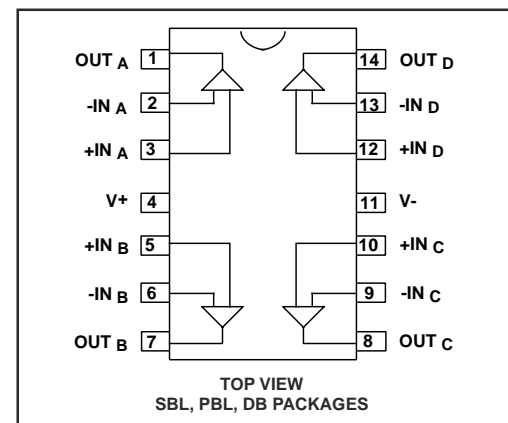 OUT A 1 14 OUT D
-IN A 2 13 -IN D
+IN A 3 12 +IN D
V+ 4 11 V-
+IN B 5 10 +IN C
-IN B 6 9 -IN C
OUT B 7 8 OUT C
TOP VIEW
SBL, PBL, DB PACKAGES